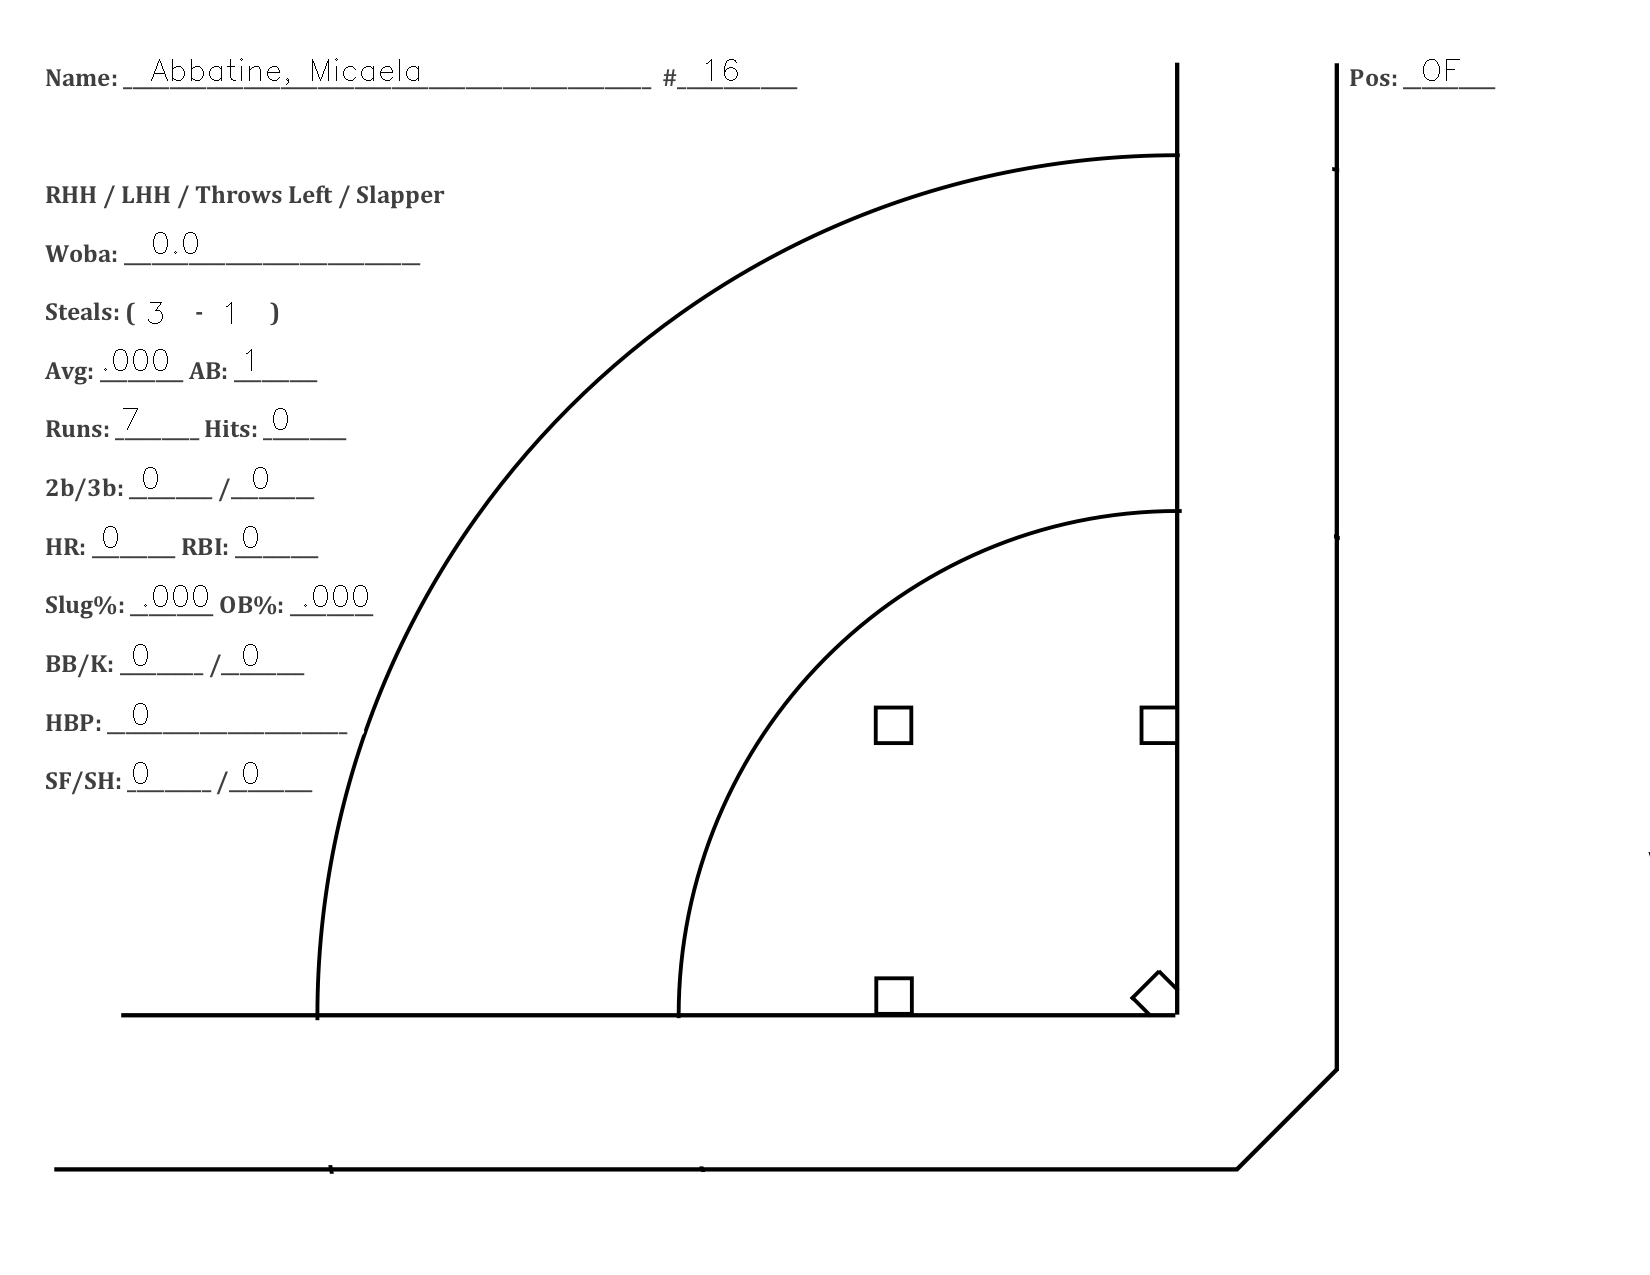 Name: Abbatine, Micaela # 16 Pos: OF
RHH / LHH / Throws Left / Slapper
Woba: 0.0
Steals: ( 3 - 1 )
Avg: .000 AB: 1
Runs: 7 Hits: 0
2b/3b: 0 / 0
HR: 0 RBI: 0
Slug%: .000 OB%: .000
BB/K: 0 / 0
HBP: 0
SF/SH: 0 / 0